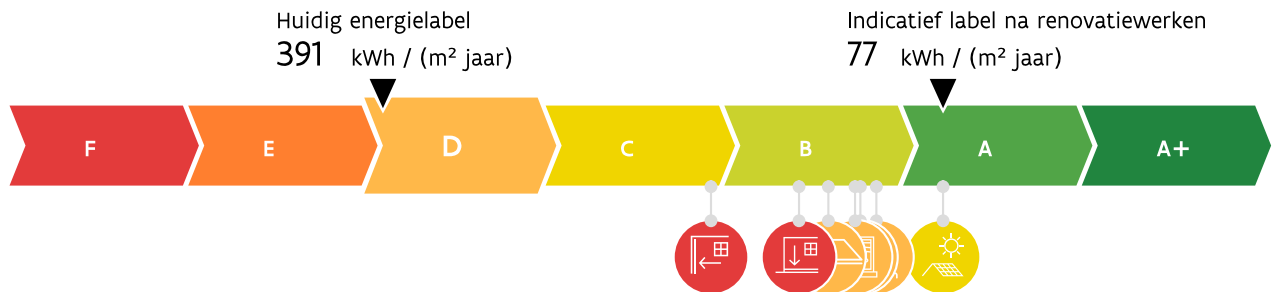 Huidig energielabel
391 kWh / (m² jaar)
Indicatief label na renovatiewerken
77 kWh / (m² jaar)
F E D C B A A+